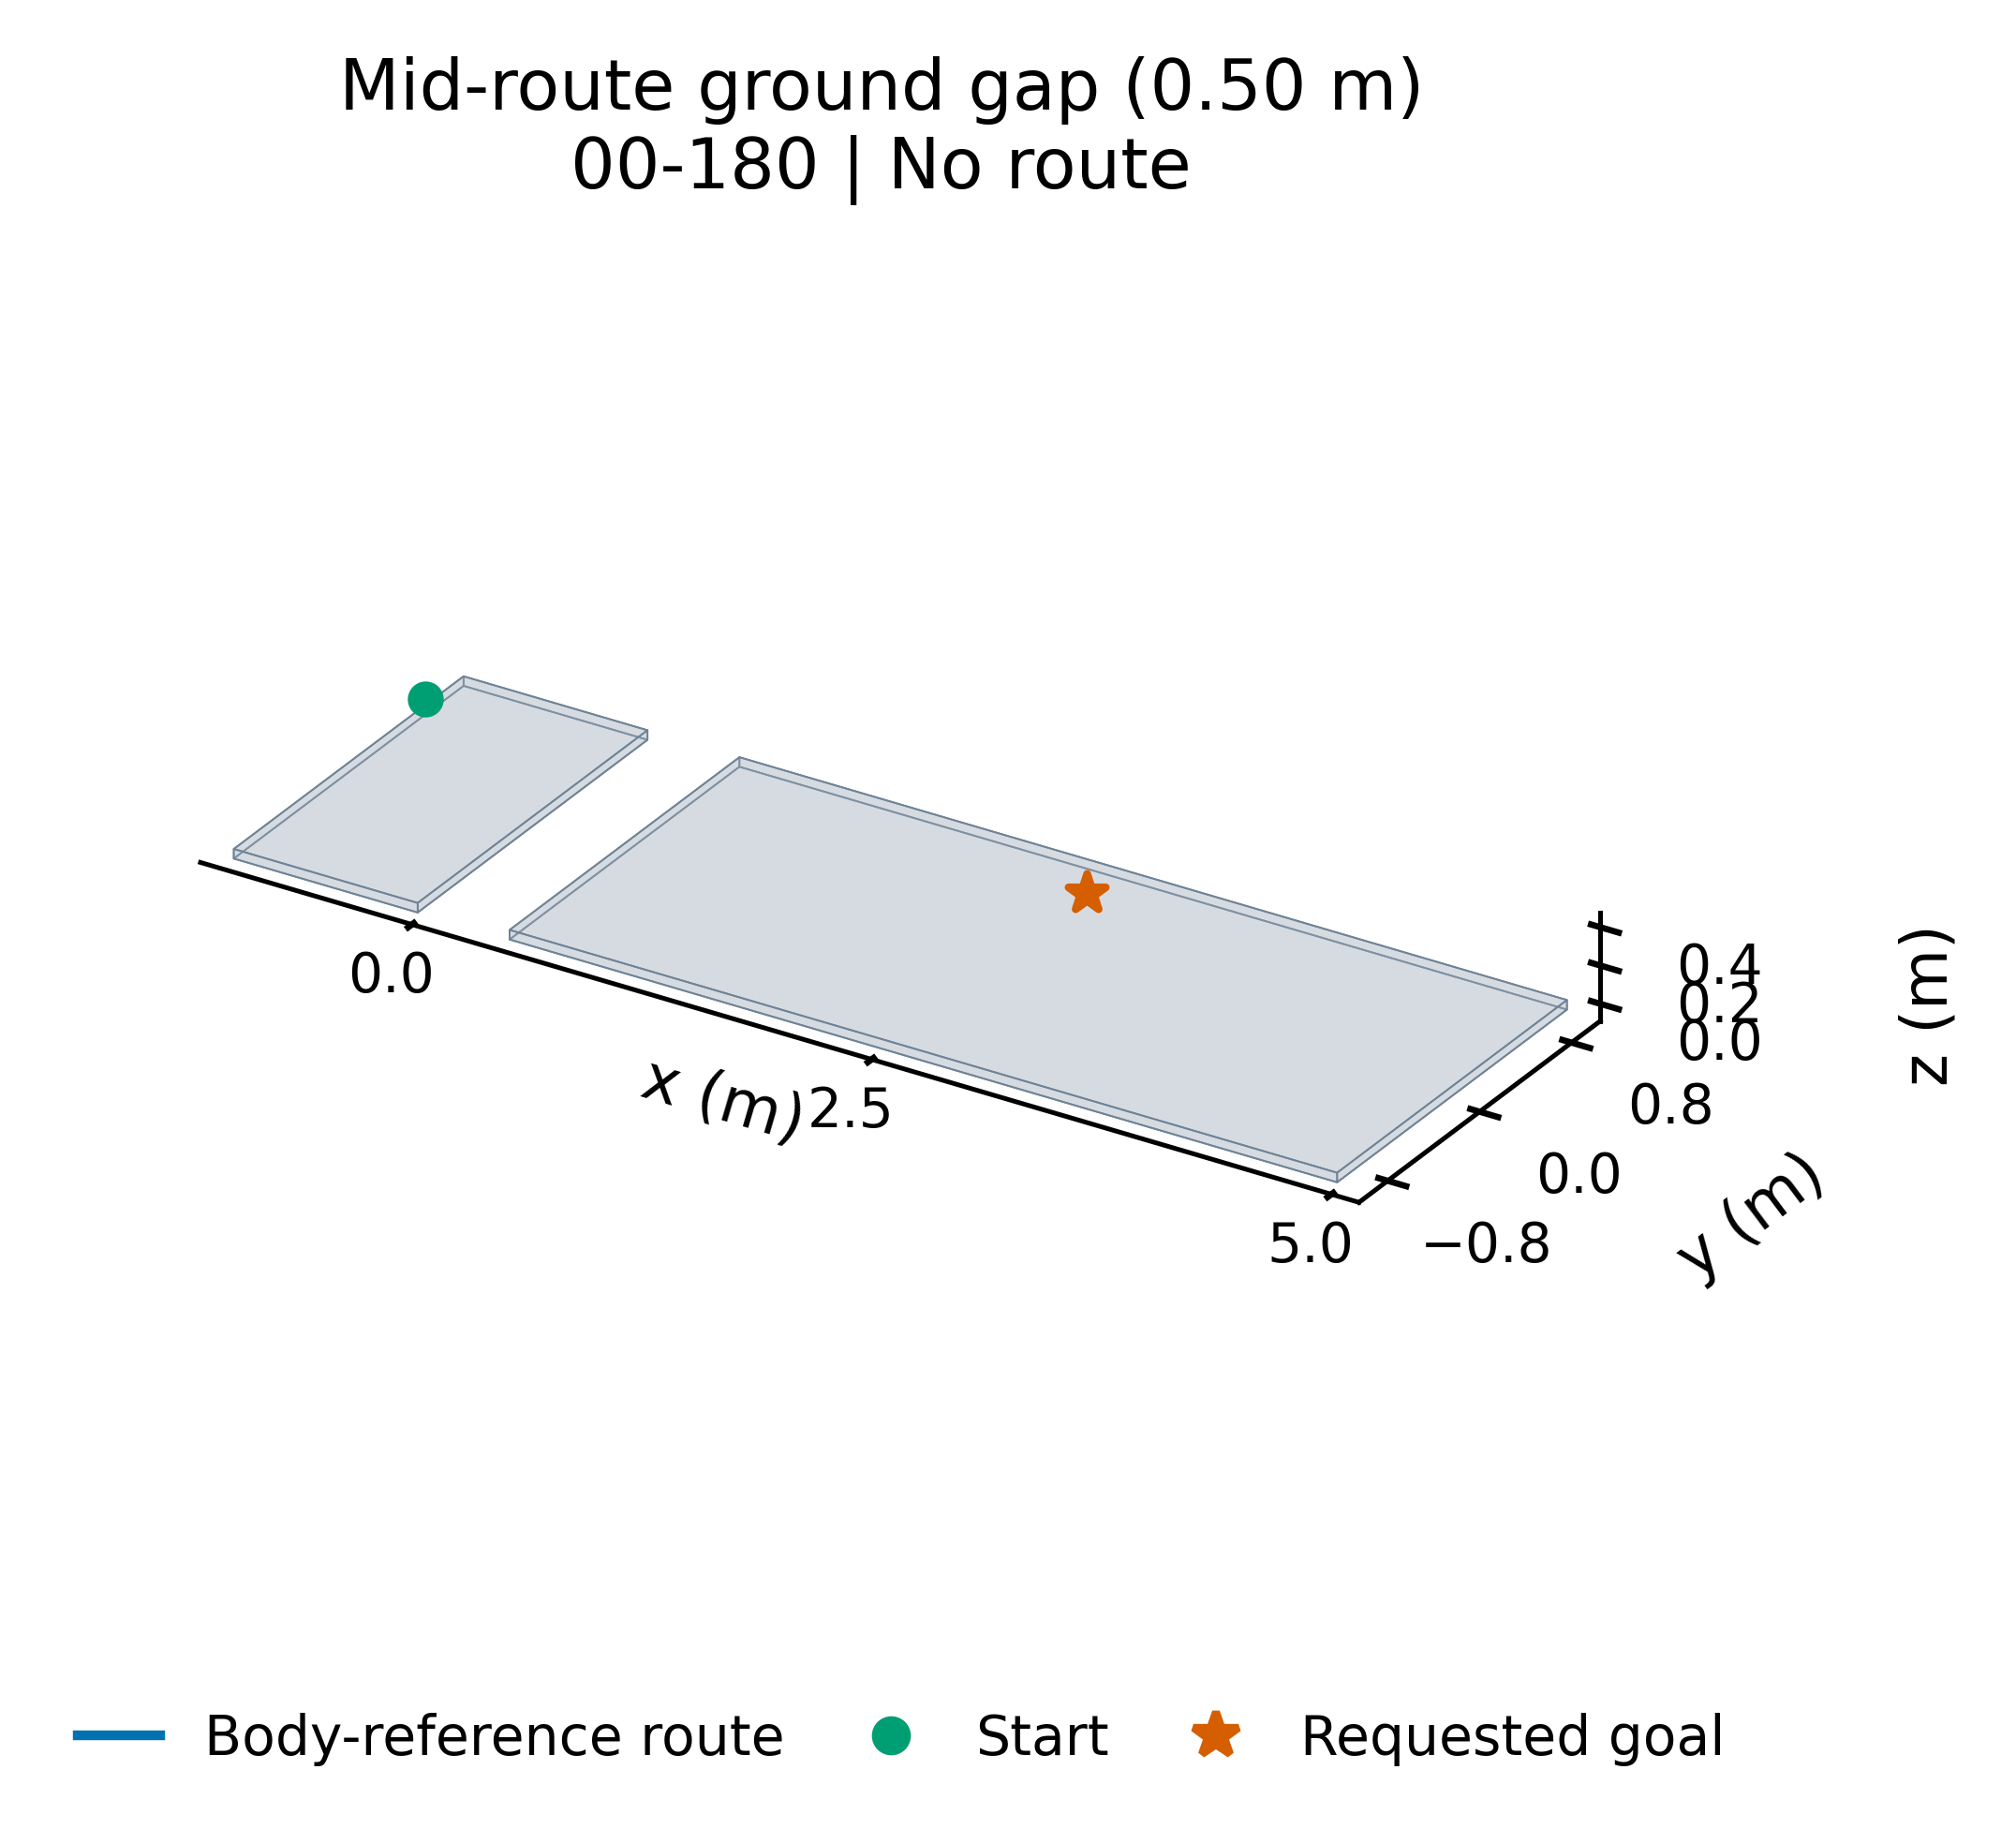 Mid-route ground gap (0.50 m)
00-180 | No route
0.4
0.2
0.0
z (m)
0.8
0.0
−0.8
y (m)
0.0
2.5
5.0
x (m)
Body-reference route
Start
Requested goal